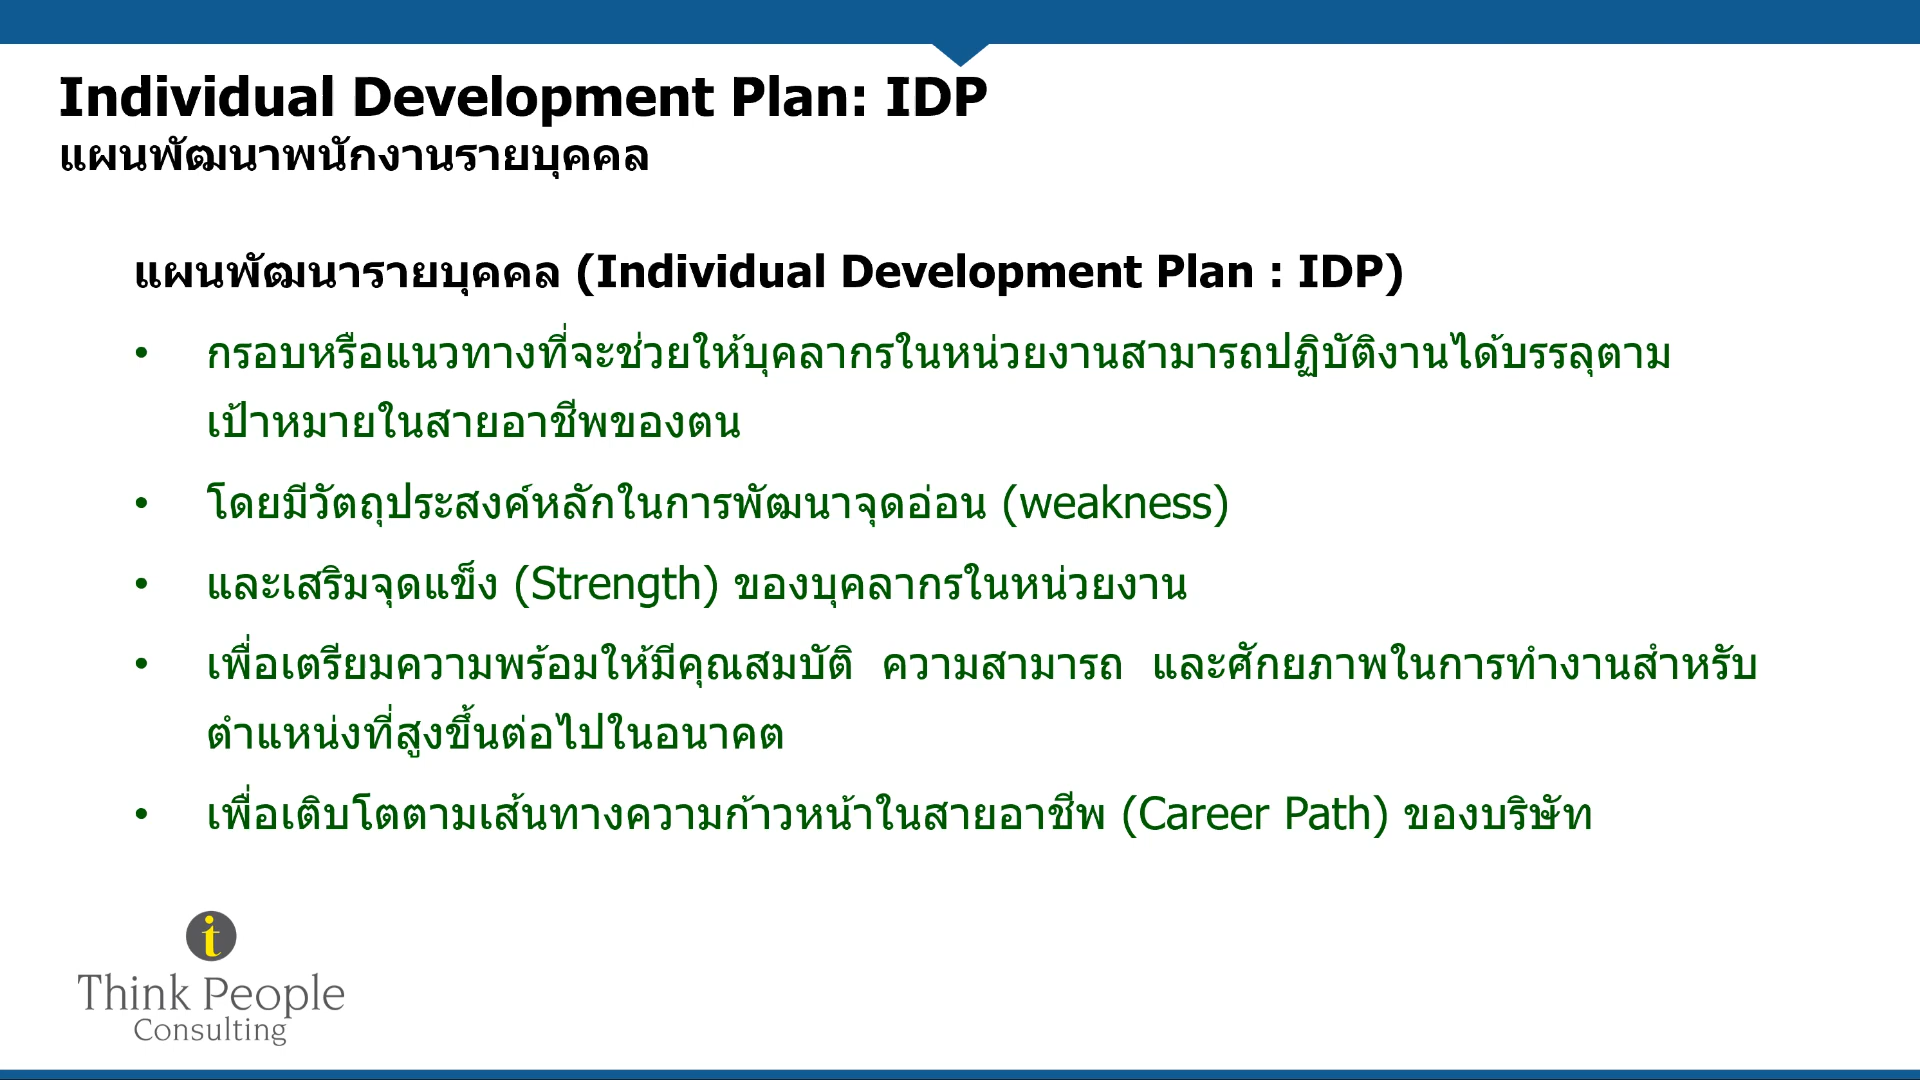 Individual Development Plan: IDP
แผนพัฒนาพนักงานรายบุคคล
แผนพัฒนารายบุคคล (Individual Development Plan : IDP)
• กรอบหรือแนวทางที่จะช่วยให้บุคลากรในหน่วยงานสามารถปฏิบัติงานได้บรรลุตาม
เป้าหมายในสายอาชีพของตน
• โดยมีวัตถุประสงค์หลักในการพัฒนาจุดอ่อน (weakness)
• และเสริมจุดแข็ง (Strength) ของบุคลากรในหน่วยงาน
• เพื่อเตรียมความพร้อมให้มีคุณสมบัติ ความสามารถ และศักยภาพในการทำงานสำหรับ
ตำแหน่งที่สูงขึ้นต่อไปในอนาคต
• เพื่อเติบโตตามเส้นทางความก้าวหน้าในสายอาชีพ (Career Path) ของบริษัท
t
Think People
Consulting